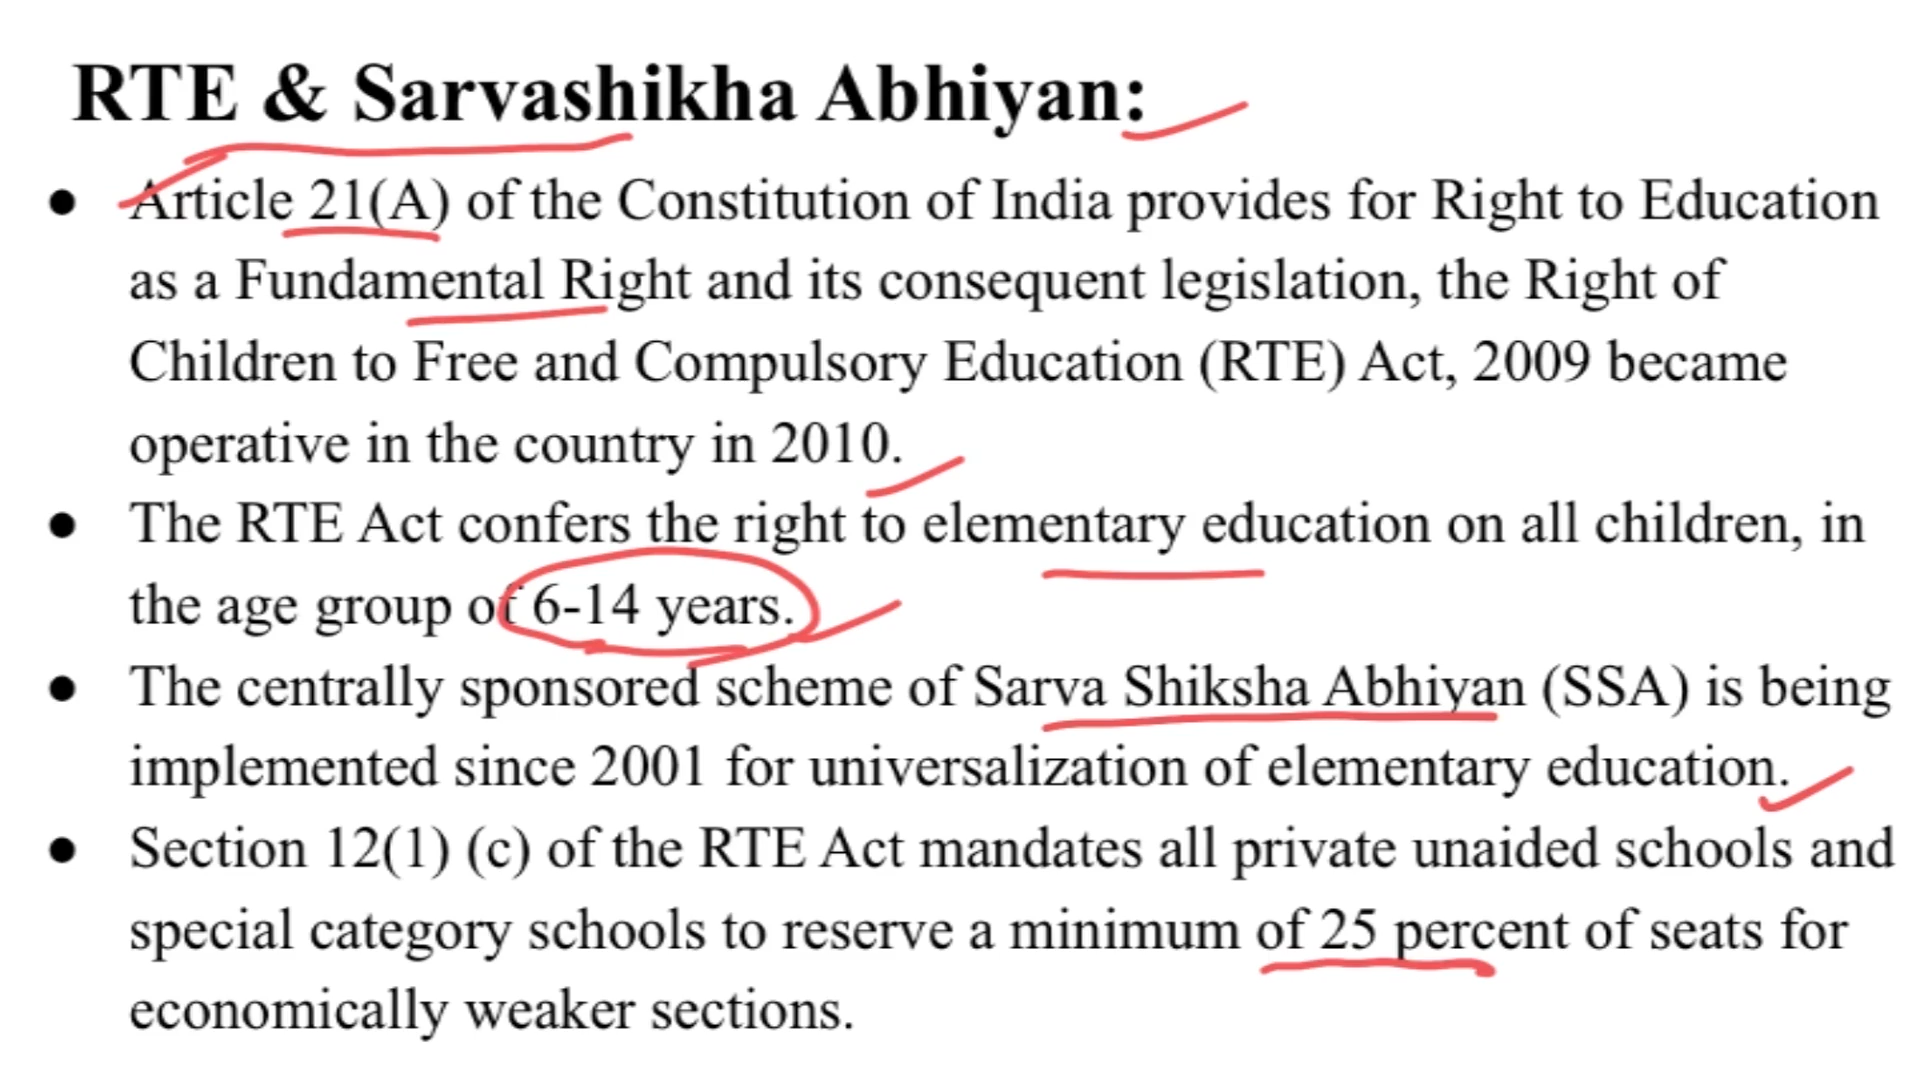 RTE & Sarvashikha Abhiyan:
● Article 21(A) of the Constitution of India provides for Right to Education
as a Fundamental Right and its consequent legislation, the Right of
Children to Free and Compulsory Education (RTE) Act, 2009 became
operative in the country in 2010.
● The RTE Act confers the right to elementary education on all children, in
the age group of 6-14 years.
● The centrally sponsored scheme of Sarva Shiksha Abhiyan (SSA) is being
implemented since 2001 for universalization of elementary education.
● Section 12(1) (c) of the RTE Act mandates all private unaided schools and
special category schools to reserve a minimum of 25 percent of seats for
economically weaker sections.